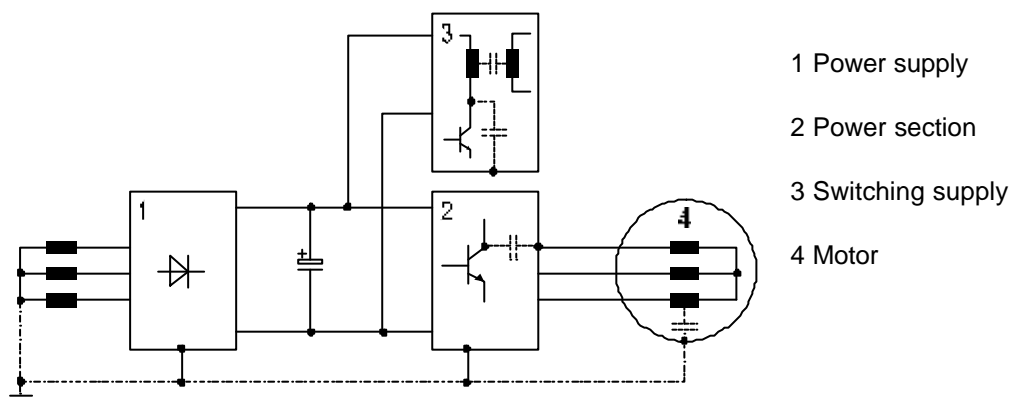 3
1 Power supply
2 Power section
1
2
3 Switching supply
4
4 Motor
+